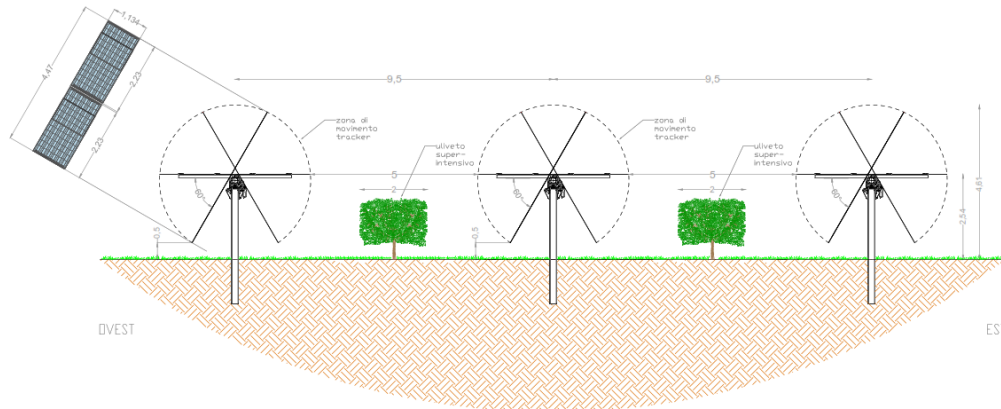 1,134
4,47
2,23
2,23
9,5
9,5
zona di
movimento
tracker
uliveto
super-
intensivo
zona di
movimento
tracker
uliveto
super-
intensivo
5
2
5
2
60°
60°
60°
0,5
0,5
2,54
4,81
OVEST
ES